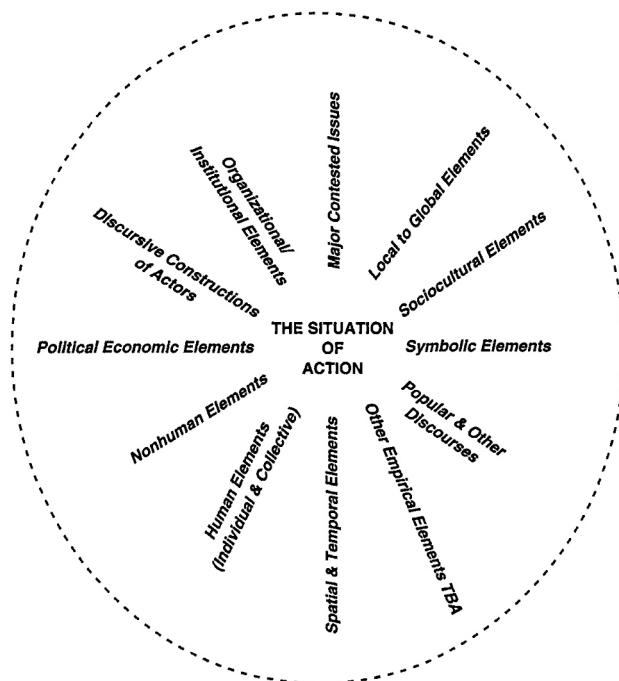 Major Contested Issues
Local to Global Elements
Sociocultural Elements
Symbolic Elements
Popular & Other
Discourses
Other Empirical Elements TBA
Spatial & Temporal Elements
Human Elements
(Individual & Collective)
Nonhuman Elements
Political Economic Elements
Discursive Constructions
of Actors
Organizational/
Institutional Elements
THE SITUATION
OF
ACTION